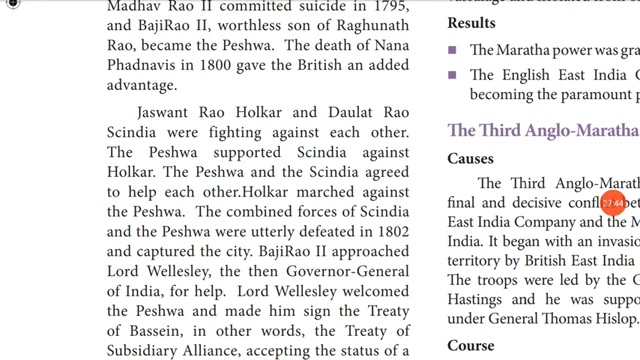 Madhav Rao II committed suicide in 1795,
and BajiRao II, worthless son of Raghunath
Rao, became the Peshwa. The death of Nana
Phadnavis in 1800 gave the British an added
advantage.
Jaswant Rao Holkar and Daulat Rao
Scindia were fighting against each other.
The Peshwa supported Scindia against
Holkar. The Peshwa and the Scindia agreed
to help each other.Holkar marched against
the Peshwa. The combined forces of Scindia
and the Peshwa were utterly defeated in 1802
and captured the city. BajiRao II approached
Lord Wellesley, the then Governor-General
of India, for help. Lord Wellesley welcomed
the Peshwa and made him sign the Treaty
of Bassein, in other words, the Treaty of
Subsidiary Alliance, accepting the status of a
Results
The Maratha power was gra
The English East India C
becoming the paramount p
The Third Anglo-Maratha
Causes
The Third Anglo-Marath
final and decisive confl
East India Company and the M
India. It began with an invasio
territory by British East India
The troops were led by the G
Hastings and he was suppo
under General Thomas Hislop.
Course
27:44